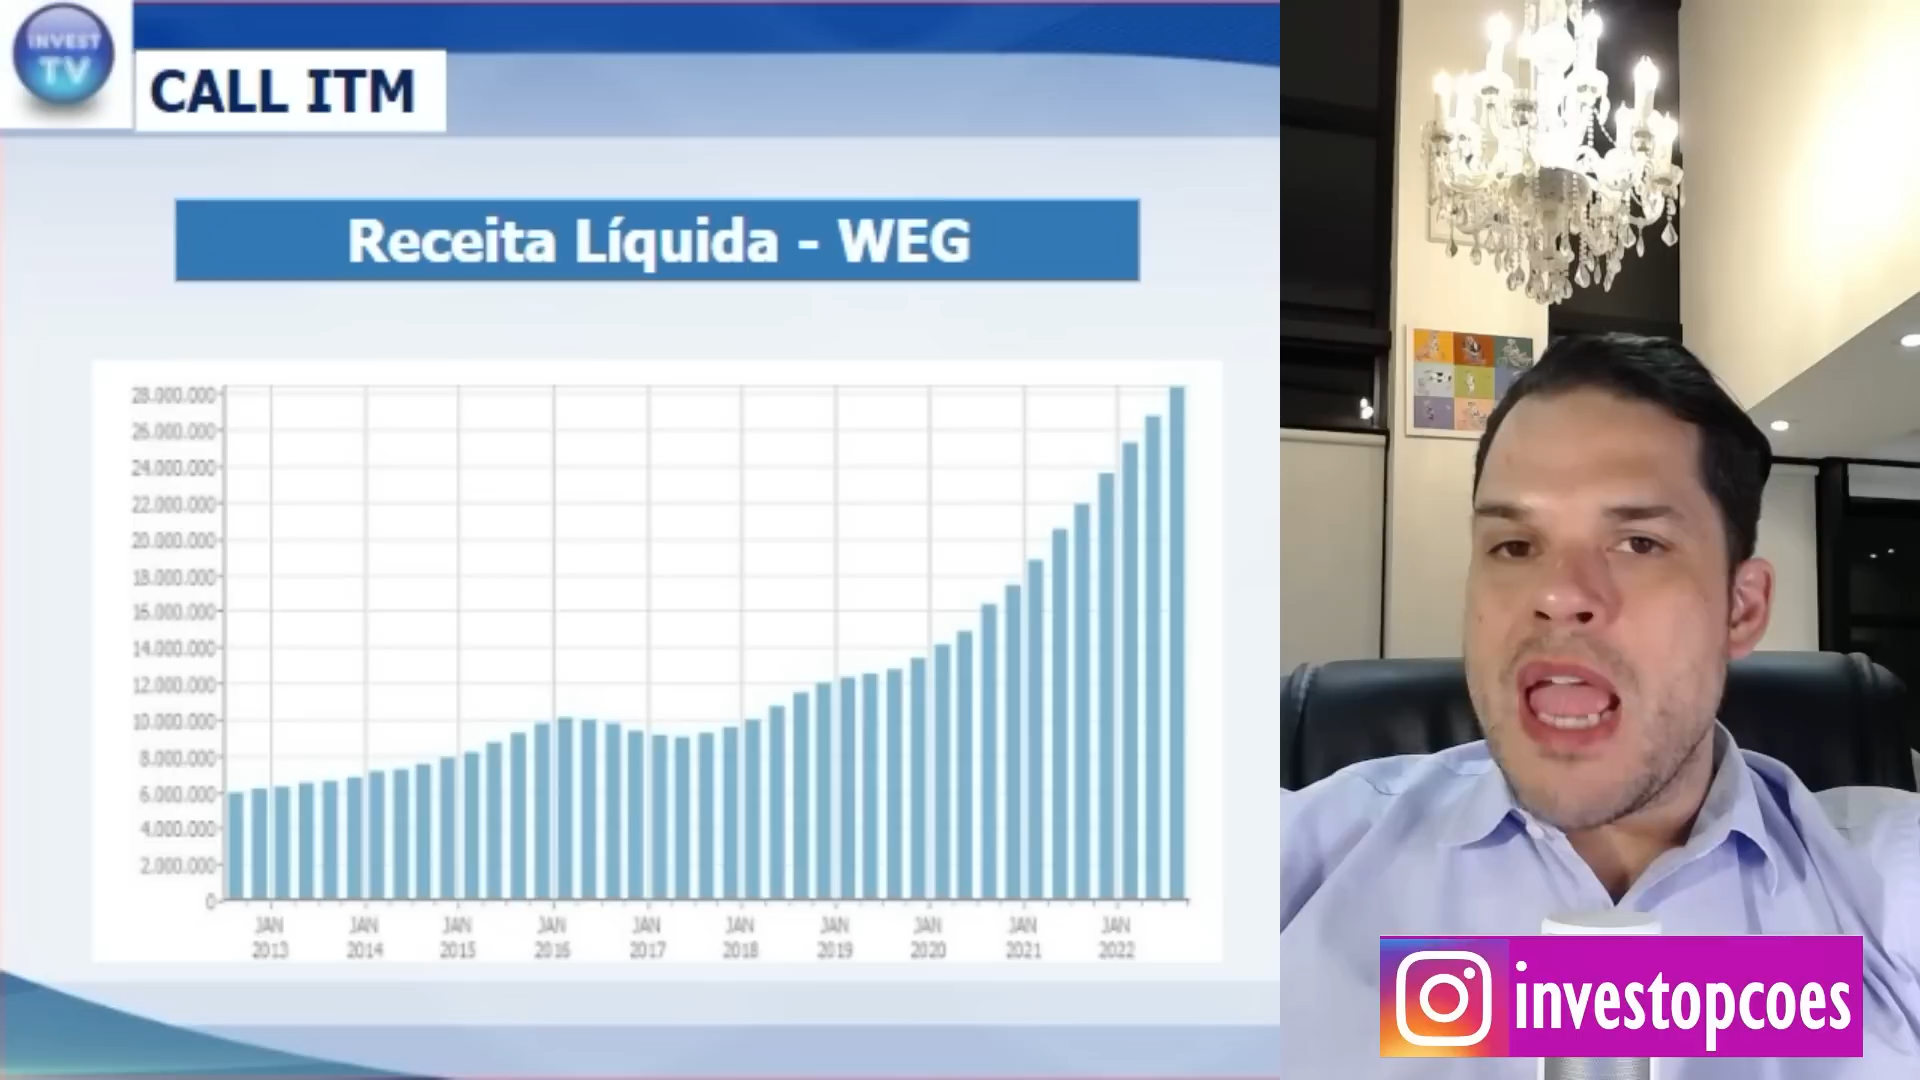 INVEST
TV
CALL ITM
Receita Líquida - WEG
28.000.000
26.000.000
24.000.000
22.000.000
20.000.000
18.000.000
16.000.000
14.000.000
12.000.000
10.000.000
8.000.000
6.000.000
4.000.000
2.000.000
0
JAN JAN JAN JAN JAN JAN JAN JAN JAN JAN
2013 2014 2015 2016 2017 2018 2019 2020 2021 2022
investopcoes